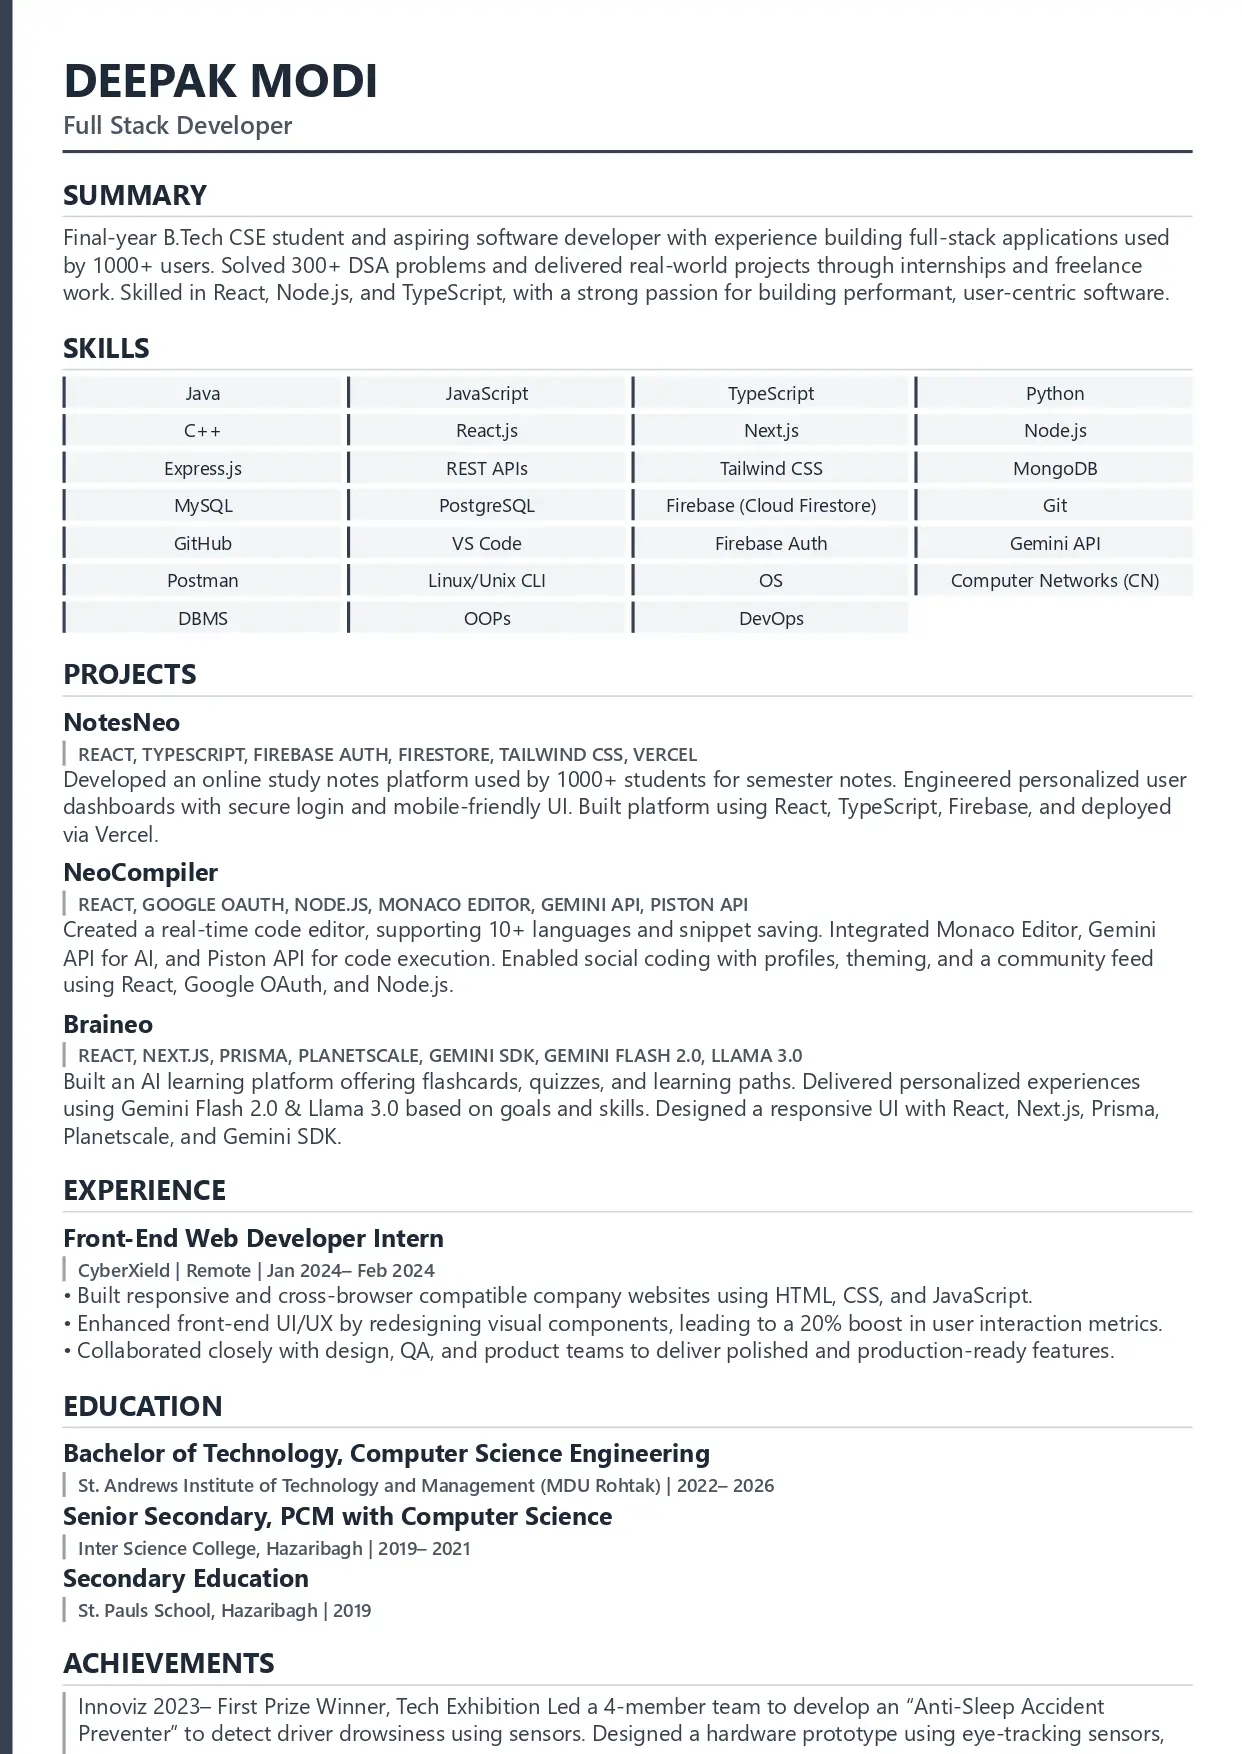 DEEPAK MODI
Full Stack Developer
SUMMARY
Final-year B.Tech CSE student and aspiring software developer with experience building full-stack applications used
by 1000+ users. Solved 300+ DSA problems and delivered real-world projects through internships and freelance
work. Skilled in React, Node.js, and TypeScript, with a strong passion for building performant, user-centric software.
SKILLS
Java JavaScript TypeScript Python
C++ React.js Next.js Node.js
Express.js REST APIs Tailwind CSS MongoDB
MySQL PostgreSQL Firebase (Cloud Firestore) Git
GitHub VS Code Firebase Auth Gemini API
Postman Linux/Unix CLI OS Computer Networks (CN)
DBMS OOPs DevOps
PROJECTS
NotesNeo
REACT, TYPESCRIPT, FIREBASE AUTH, FIRESTORE, TAILWIND CSS, VERCEL
Developed an online study notes platform used by 1000+ students for semester notes. Engineered personalized user
dashboards with secure login and mobile-friendly UI. Built platform using React, TypeScript, Firebase, and deployed
via Vercel.
NeoCompiler
REACT, GOOGLE OAUTH, NODE.JS, MONACO EDITOR, GEMINI API, PISTON API
Created a real-time code editor, supporting 10+ languages and snippet saving. Integrated Monaco Editor, Gemini
API for AI, and Piston API for code execution. Enabled social coding with profiles, theming, and a community feed
using React, Google OAuth, and Node.js.
Braineo
REACT, NEXT.JS, PRISMA, PLANETSCALE, GEMINI SDK, GEMINI FLASH 2.0, LLAMA 3.0
Built an AI learning platform offering flashcards, quizzes, and learning paths. Delivered personalized experiences
using Gemini Flash 2.0 & Llama 3.0 based on goals and skills. Designed a responsive UI with React, Next.js, Prisma,
Planetscale, and Gemini SDK.
EXPERIENCE
Front-End Web Developer Intern
CyberXield | Remote | Jan 2024– Feb 2024
• Built responsive and cross-browser compatible company websites using HTML, CSS, and JavaScript.
• Enhanced front-end UI/UX by redesigning visual components, leading to a 20% boost in user interaction metrics.
• Collaborated closely with design, QA, and product teams to deliver polished and production-ready features.
EDUCATION
Bachelor of Technology, Computer Science Engineering
St. Andrews Institute of Technology and Management (MDU Rohtak) | 2022– 2026
Senior Secondary, PCM with Computer Science
Inter Science College, Hazaribagh | 2019– 2021
Secondary Education
St. Pauls School, Hazaribagh | 2019
ACHIEVEMENTS
Innoviz 2023– First Prize Winner, Tech Exhibition Led a 4-member team to develop an “Anti-Sleep Accident
Preventer” to detect driver drowsiness using sensors. Designed a hardware prototype using eye-tracking sensors,